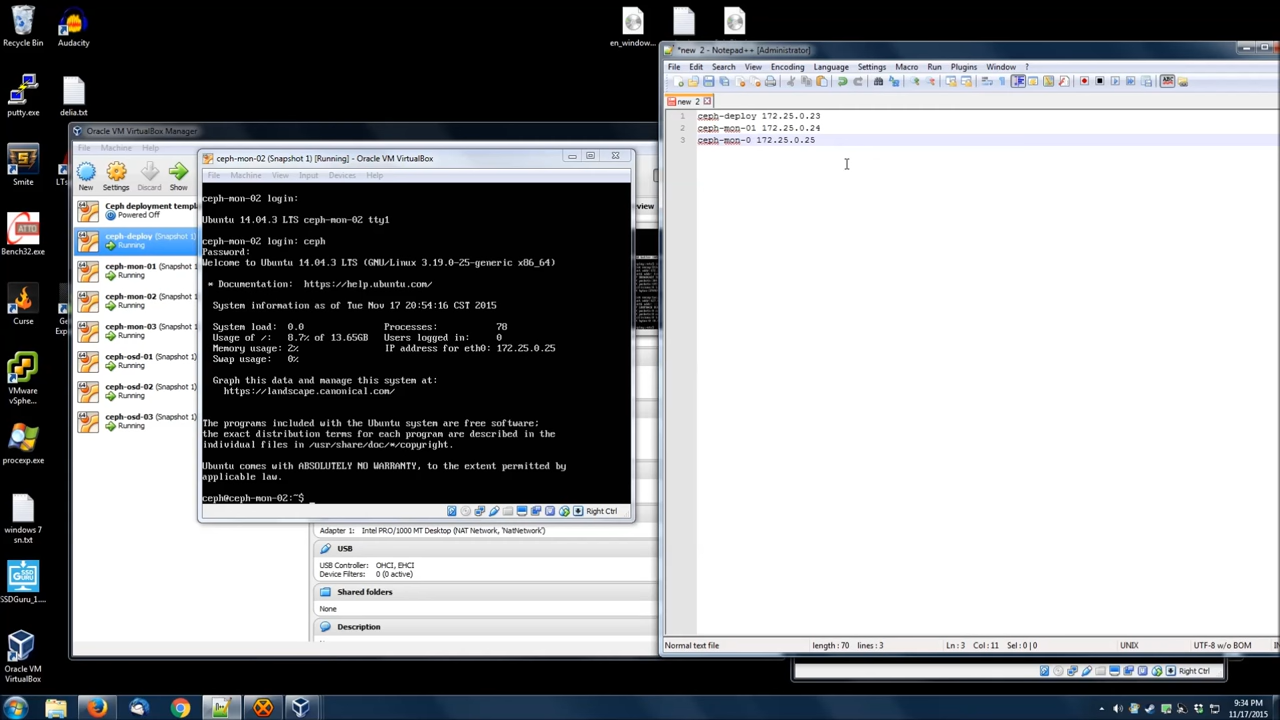 Recycle Bin
Audacity
putty.exe
delia.txt
Smite
LTs
Bench32.exe
Curse
Ge
Exp
VMware
vSphe...
procexp.exe
windows 7
sn.txt
SSDGuru_1....
Oracle VM
VirtualBox
en_window...
Oracle VM VirtualBox Manager
File Machine Help
New Settings Discard Show
Ceph deployment templ
Powered Off
ceph-deploy (Snapshot 1)
Running
ceph-mon-01 (Snapshot 1)
Running
ceph-mon-02 (Snapshot 1)
Running
ceph-mon-03 (Snapshot 1)
Running
ceph-osd-01 (Snapshot 1)
Running
ceph-osd-02 (Snapshot 1)
Running
ceph-osd-03 (Snapshot 1)
Running
view
ceph-mon-02 (Snapshot 1) [Running] - Oracle VM VirtualBox
File Machine View Input Devices Help
ceph-mon-02 login:
Ubuntu 14.04.3 LTS ceph-mon-02 tty1
ceph-mon-02 login: ceph
Password:
Welcome to Ubuntu 14.04.3 LTS (GNU/Linux 3.19.0-25-generic x86_64)
* Documentation: https://help.ubuntu.com/
System information as of Tue Nov 17 20:54:16 CST 2015
System load: 0.0 Processes: 78
Usage of /: 8.7% of 13.65GB Users logged in: 0
Memory usage: 2% IP address for eth0: 172.25.0.25
Swap usage: 0%
Graph this data and manage this system at:
https://landscape.canonical.com/
The programs included with the Ubuntu system are free software;
the exact distribution terms for each program are described in the
individual files in /usr/share/doc/*/copyright.
Ubuntu comes with ABSOLUTELY NO WARRANTY, to the extent permitted by
applicable law.
ceph@ceph-mon-02:~$ _
Right Ctrl
Adapter 1: Intel PRO/1000 MT Desktop (NAT Network, 'NatNetwork')
USB
USB Controller: OHCI, EHCI
Device Filters: 0 (0 active)
Shared folders
None
Description
*new 2 - Notepad++ [Administrator]
File Edit Search View Encoding Language Settings Macro Run Plugins Window ?
new 2
1 ceph-deploy 172.25.0.23
2 ceph-mon-01 172.25.0.24
3 ceph-mon-0 172.25.0.25
Normal text file length : 70 lines : 3 Ln : 3 Col : 11 Sel : 0 | 0 UNIX UTF-8 w/o BOM IN
Right Ctrl
9:34 PM
11/17/2015